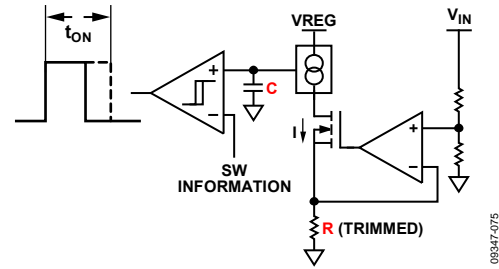 tON
VREG
VIN
+
C
−
SW
INFORMATION
I
+
−
R (TRIMMED)
09347-075